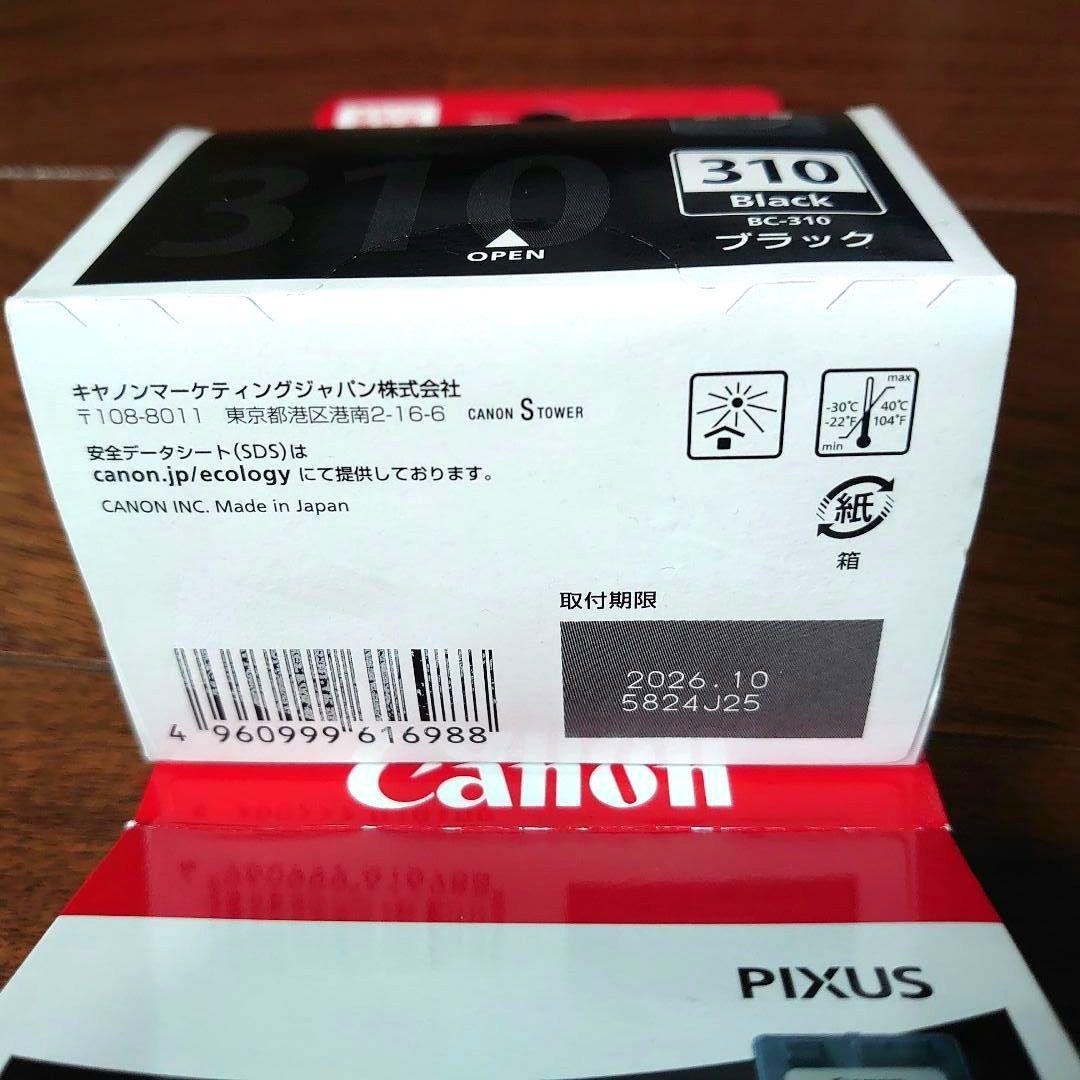 310
310
Black
BC-310
ブラック
OPEN
キヤノンマーケティングジャパン株式会社
〒108-8011 東京都港区港南2-16-6 CANON S TOWER
安全データシート(SDS)は
canon.jp/ecology にて提供しております。
CANON INC. Made in Japan
max
-30℃ 40℃
-22°F 104°F
min
紙
箱
取付期限
2026.10
5824J25
4 960999 616988
Canon
PIXUS